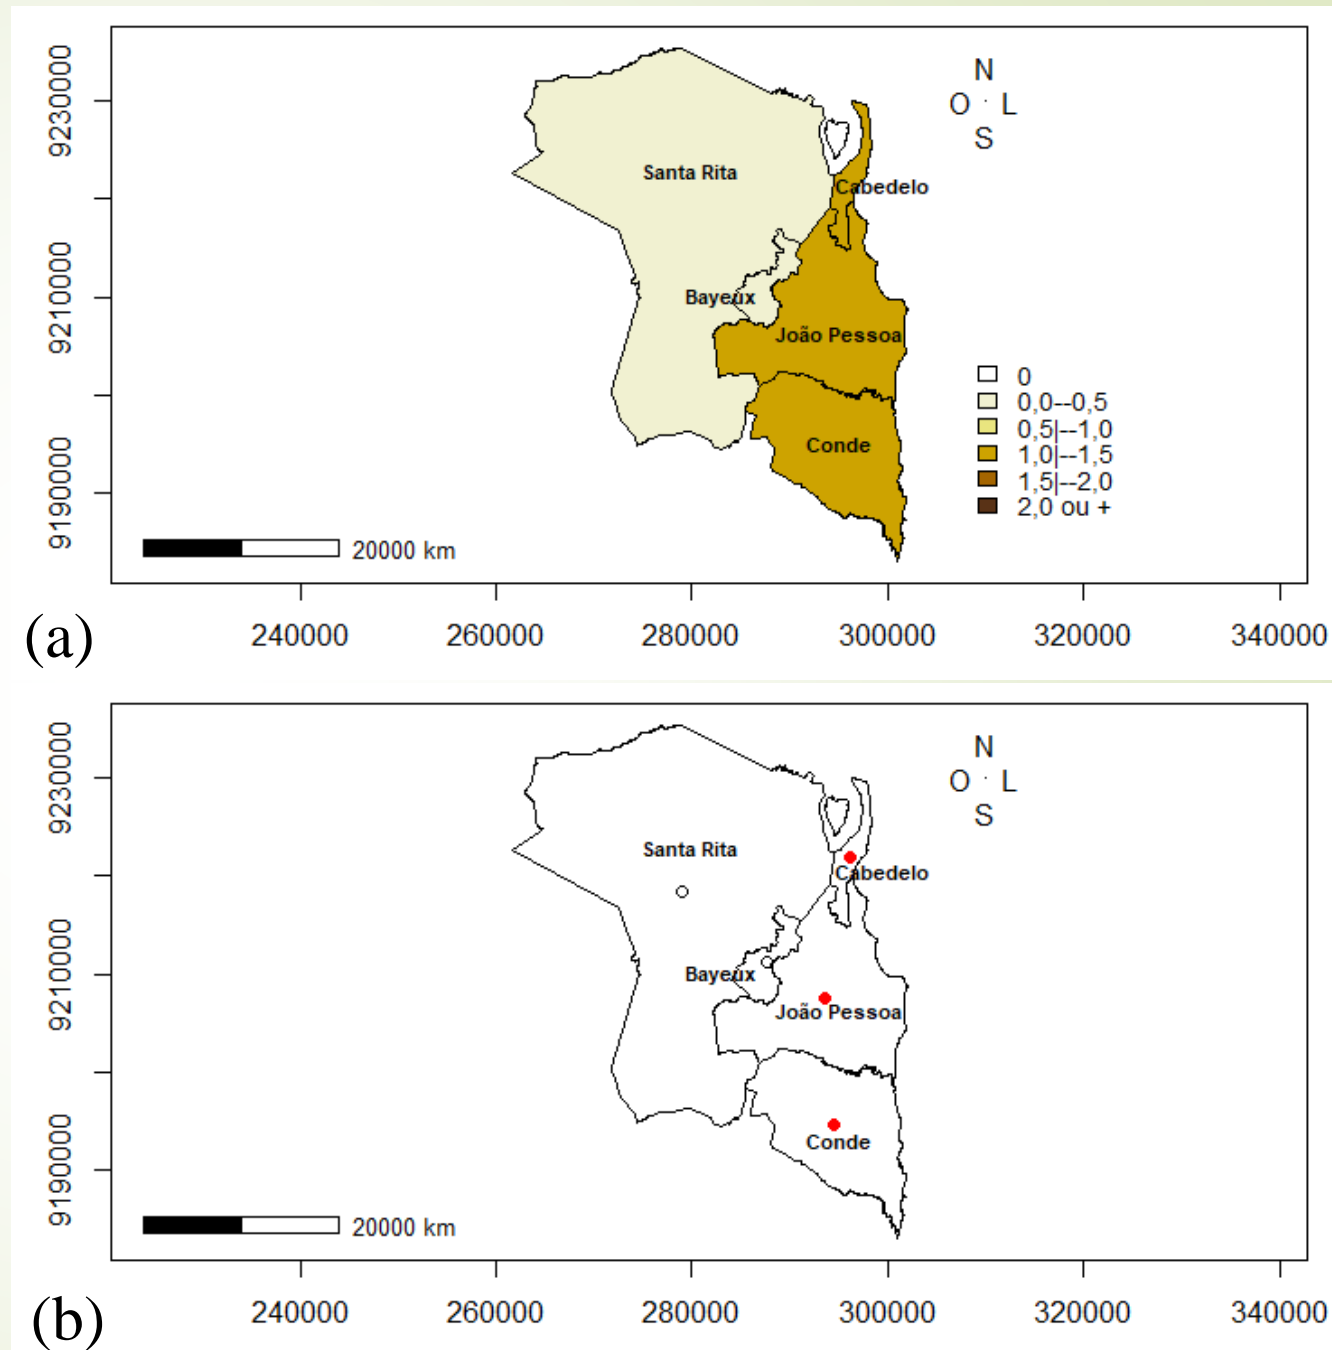 9230000
9210000
9190000
N
O · L
S
Santa Rita
Cabedelo
Bayeux
João Pessoa
Conde
0
0,0--0,5
0,5|--1,0
1,0|--1,5
1,5|--2,0
2,0 ou +
20000 km
240000 260000 280000 300000 320000 340000
(a)
9230000
9210000
9190000
N
O · L
S
Santa Rita
Cabedelo
Bayeux
João Pessoa
Conde
20000 km
240000 260000 280000 300000 320000 340000
(b)